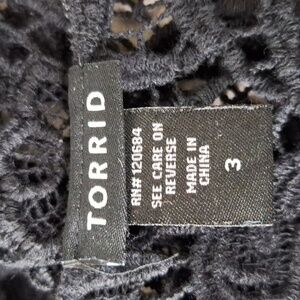 TORRID
RN# 120684
SEE CARE ON
REVERSE
MADE IN
CHINA
3